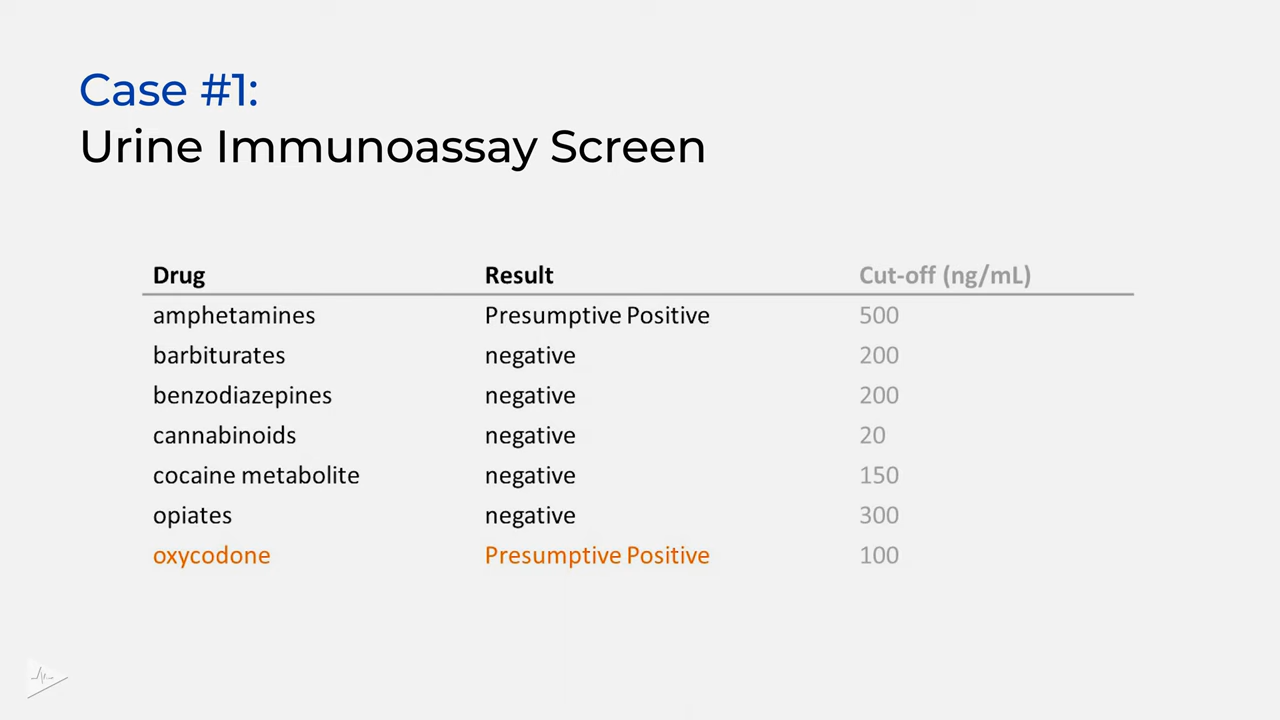 Case #1:
Urine Immunoassay Screen
Drug Result Cut-off (ng/mL)
amphetamines Presumptive Positive 500
barbiturates negative 200
benzodiazepines negative 200
cannabinoids negative 20
cocaine metabolite negative 150
opiates negative 300
oxycodone Presumptive Positive 100